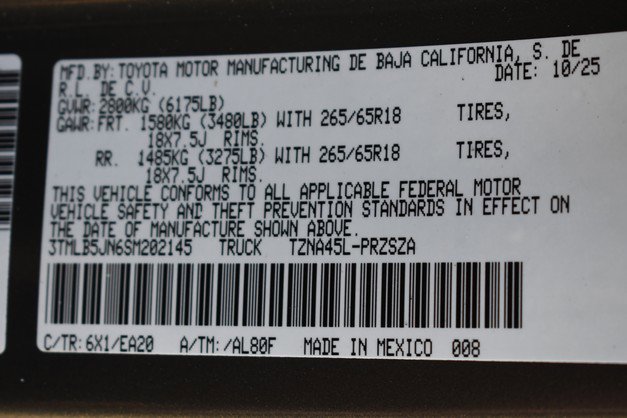 MFD.BY: TOYOTA MOTOR MANUFACTURING DE BAJA CALIFORNIA, S. DE
R.L. DE C.V. DATE: 10/25
GVWR: 2800KG (6175LB)
GAWR: FRT. 1580KG (3480LB) WITH 265/65R18 TIRES,
18X7.5J RIMS.
RR. 1485KG (3275LB) WITH 265/65R18 TIRES,
18X7.5J RIMS.
THIS VEHICLE CONFORMS TO ALL APPLICABLE FEDERAL MOTOR
VEHICLE SAFETY AND THEFT PREVENTION STANDARDS IN EFFECT ON
THE DATE OF MANUFACTURE SHOWN ABOVE.
3TMLB5JN6SM202145 TRUCK TZNA45L-PRZSZA
C/TR: 6X1/EA20 A/TM: /AL80F MADE IN MEXICO 008